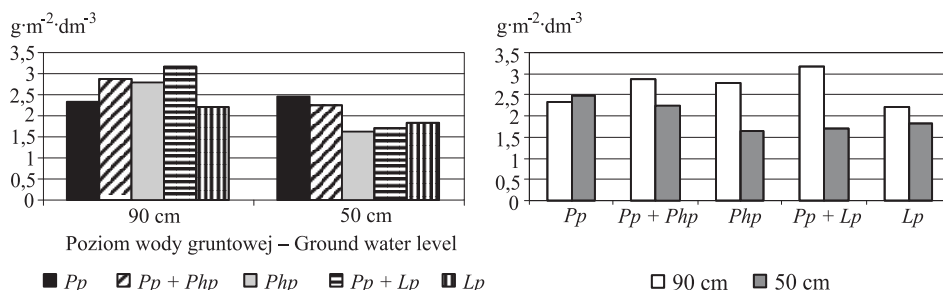 g·m⁻²·dm⁻³
3,5
3
2,5
2
1,5
1
0,5
0
90 cm 50 cm
Poziom wody gruntowej – Ground water level
Pp Pp + Php Php Pp + Lp Lp
g·m⁻²·dm⁻³
3,5
3
2,5
2
1,5
1
0,5
0
Pp Pp + Php Php Pp + Lp Lp
90 cm 50 cm